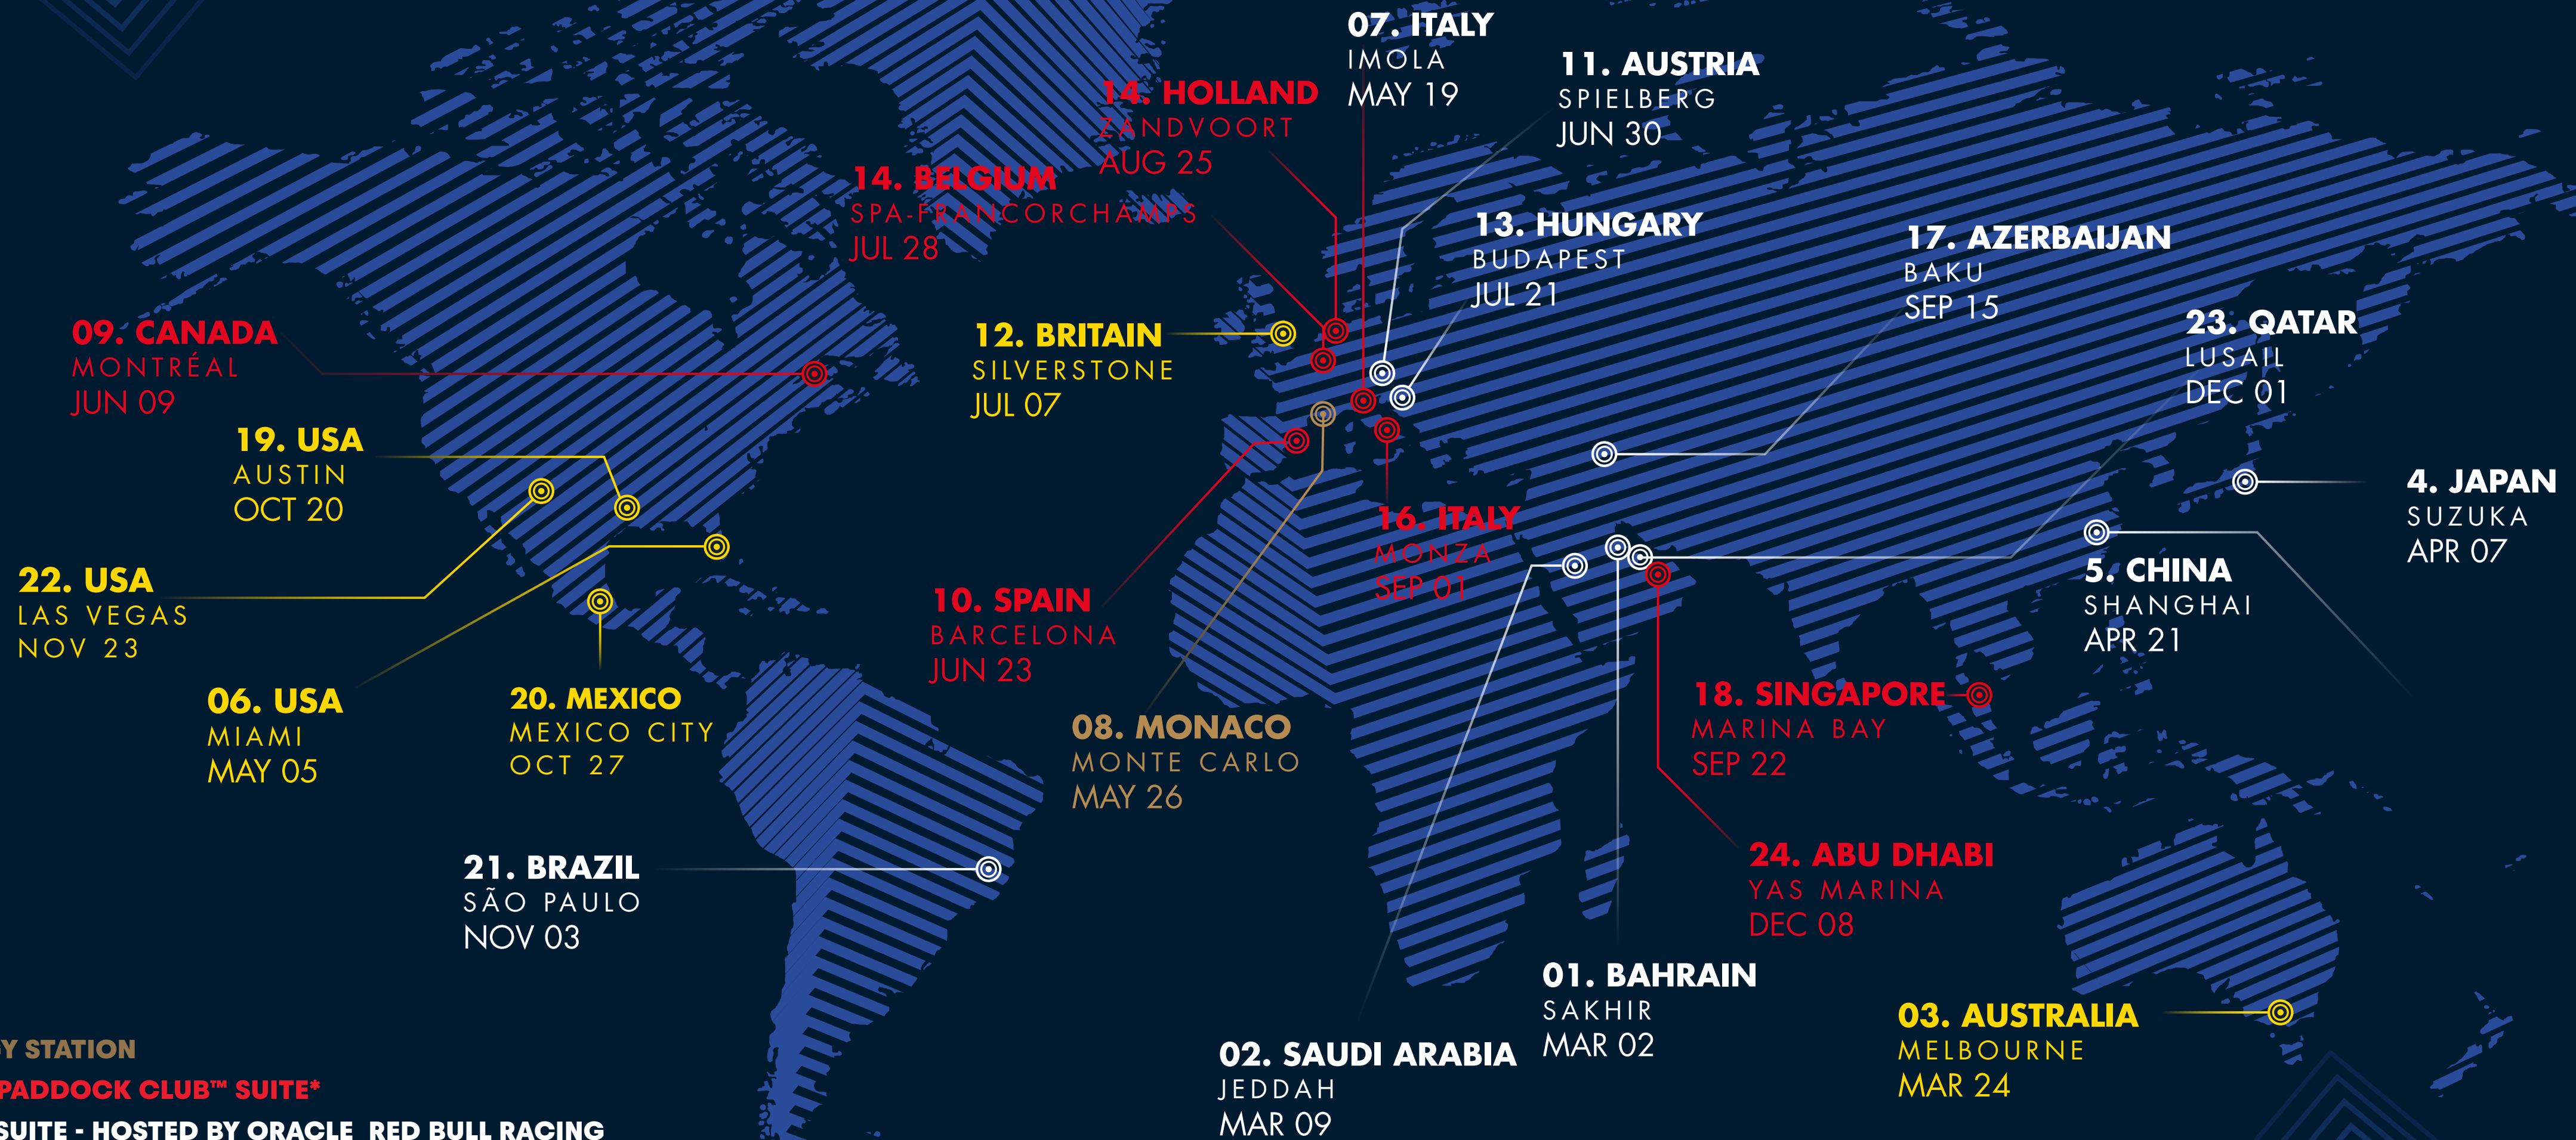 07. ITALY
IMOLA
MAY 19
11. AUSTRIA
SPIELBERG
JUN 30
14. HOLLAND
ZANDVOORT
AUG 25
14. BELGIUM
SPA-FRANCORCHAMPS
JUL 28
13. HUNGARY
BUDAPEST
JUL 21
17. AZERBAIJAN
BAKU
SEP 15
23. QATAR
LUSAIL
DEC 01
09. CANADA
MONTRÉAL
JUN 09
12. BRITAIN
SILVERSTONE
JUL 07
19. USA
AUSTIN
OCT 20
4. JAPAN
SUZUKA
APR 07
16. ITALY
MONZA
SEP 01
5. CHINA
SHANGHAI
APR 21
22. USA
LAS VEGAS
NOV 23
10. SPAIN
BARCELONA
JUN 23
06. USA
MIAMI
MAY 05
20. MEXICO
MEXICO CITY
OCT 27
08. MONACO
MONTE CARLO
MAY 26
18. SINGAPORE
MARINA BAY
SEP 22
21. BRAZIL
SÃO PAULO
NOV 03
24. ABU DHABI
YAS MARINA
DEC 08
01. BAHRAIN
SAKHIR
MAR 02
03. AUSTRALIA
MELBOURNE
MAR 24
02. SAUDI ARABIA
JEDDAH
MAR 09
STATION
PADDOCK CLUB™ SUITE*
SUITE - HOSTED BY ORACLE RED BULL RACING